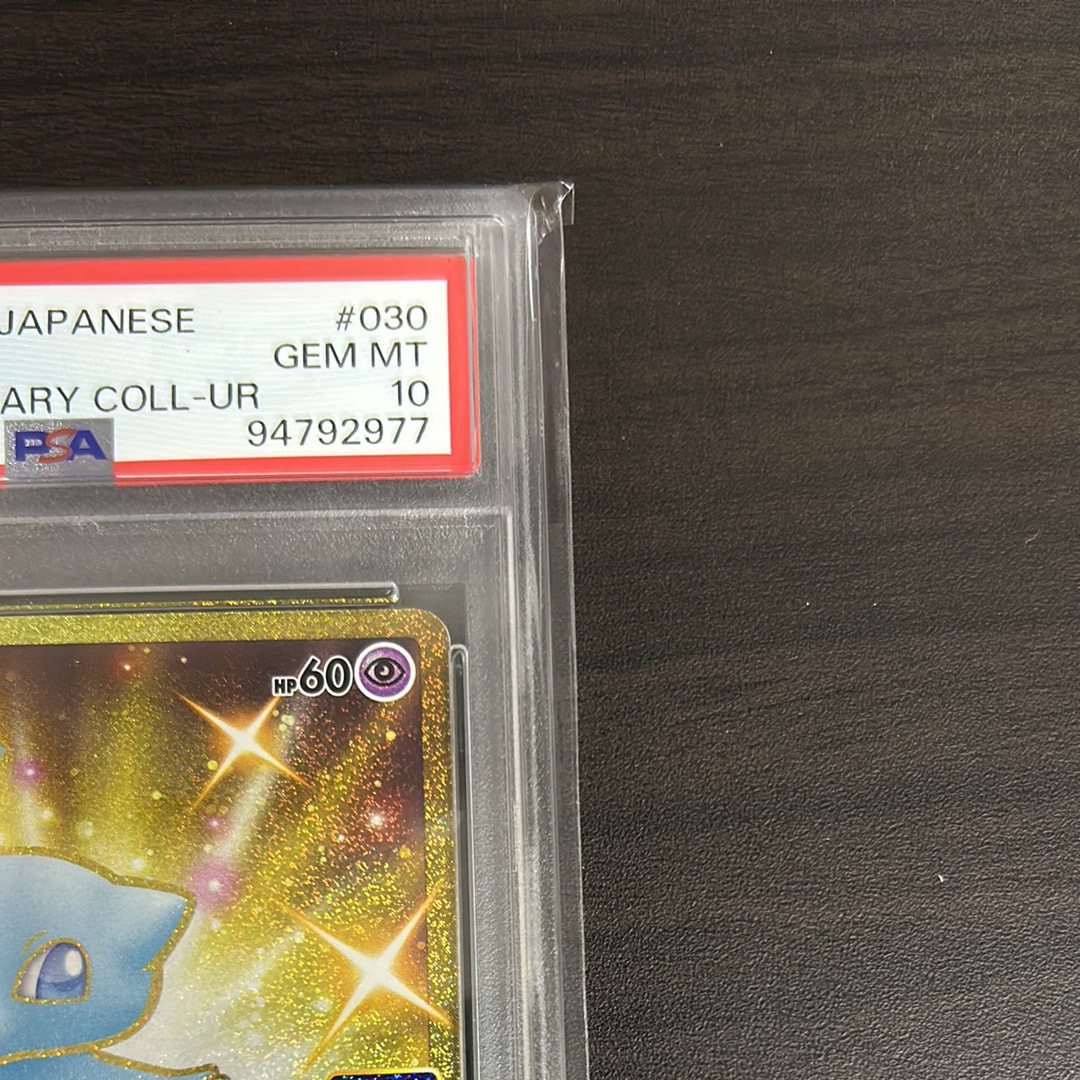 JAPANESE #030
GEM MT
ARY COLL-UR 10
PSA 94792977
HP60